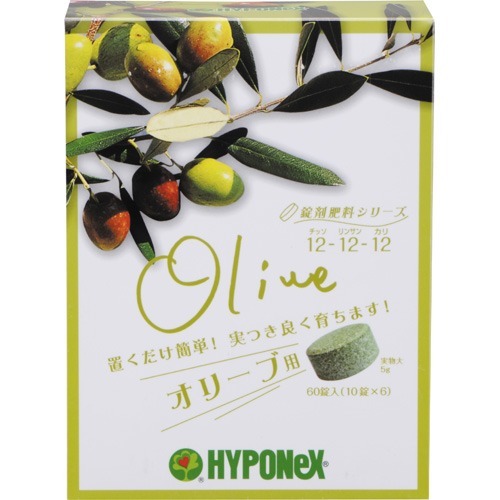 錠剤肥料シリーズ
チッソ リンサン カリ
12-12-12
Olive
置くだけ簡単! 実つき良く育ちます!
オリーブ用
実物大
5g
60錠入(10錠×6)
HYPONeX